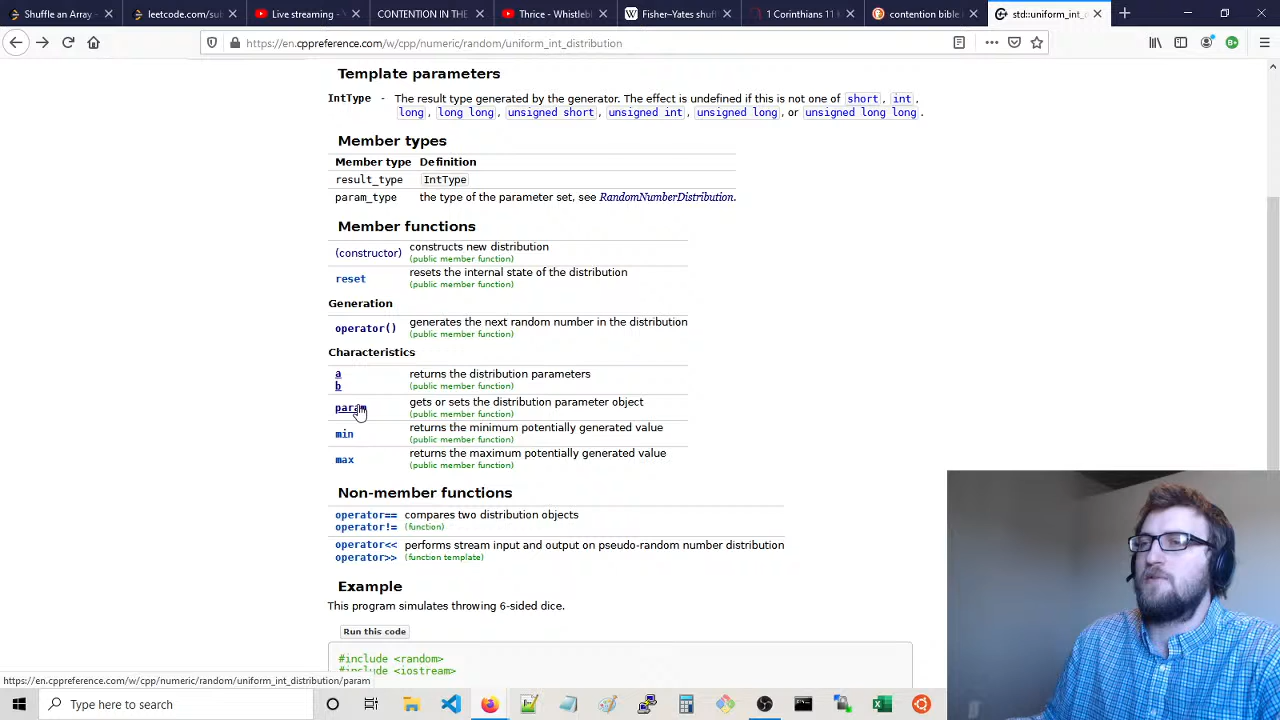 Shuffle an Array -
leetcode.com/sub
Live streaming -
CONTENTION IN THE
Thrice - Whistlebl
Fisher–Yates shuf
1 Corinthians 11 K
contention bible
std::uniform_int_d
https://en.cppreference.com/w/cpp/numeric/random/uniform_int_distribution
Template parameters
IntType - The result type generated by the generator. The effect is undefined if this is not one of short, int,
long, long long, unsigned short, unsigned int, unsigned long, or unsigned long long.
Member types
Member type Definition
result_type IntType
param_type the type of the parameter set, see RandomNumberDistribution.
Member functions
(constructor) constructs new distribution
(public member function)
reset resets the internal state of the distribution
(public member function)
Generation
operator() generates the next random number in the distribution
(public member function)
Characteristics
a returns the distribution parameters
b (public member function)
param gets or sets the distribution parameter object
(public member function)
min returns the minimum potentially generated value
(public member function)
max returns the maximum potentially generated value
(public member function)
Non-member functions
operator== compares two distribution objects
operator!= (function)
operator<< performs stream input and output on pseudo-random number distribution
operator>> (function template)
Example
This program simulates throwing 6-sided dice.
Run this code
#include <random>
#include <iostream>
https://en.cppreference.com/w/cpp/numeric/random/uniform_int_distribution/param
Type here to search